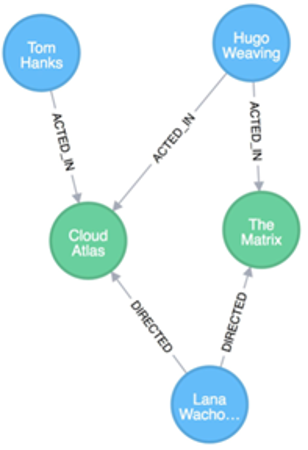 Tom
Hanks
Hugo
Weaving
ACTED_IN
ACTED_IN
ACTED_IN
Cloud
Atlas
The
Matrix
DIRECTED
DIRECTED
Lana
Wacho...